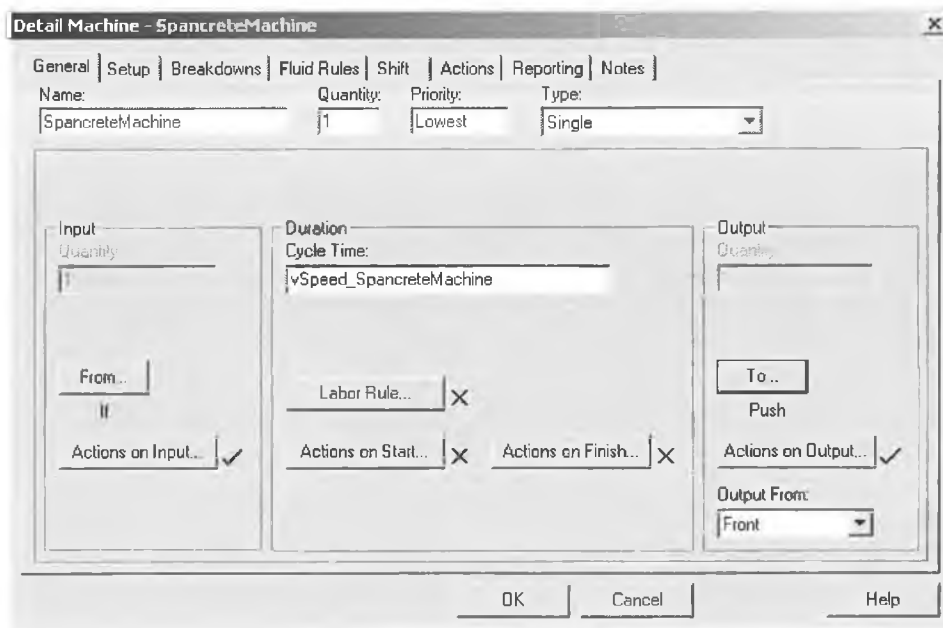 Detail Machine - SpancreteMachine
General Setup Breakdowns Fluid Rules Shift Actions Reporting Notes
Name: Quantity: Priority: Type:
SpancreteMachine 1 Lowest Single
Input Duration Output
Quantity Cycle Time: Quantity
1 vSpeed_SpancreteMachine
From... To...
Labor Rule...
If Push
Actions on Input... Actions on Start... Actions on Finish... Actions on Output...
Output From:
Front
OK Cancel Help